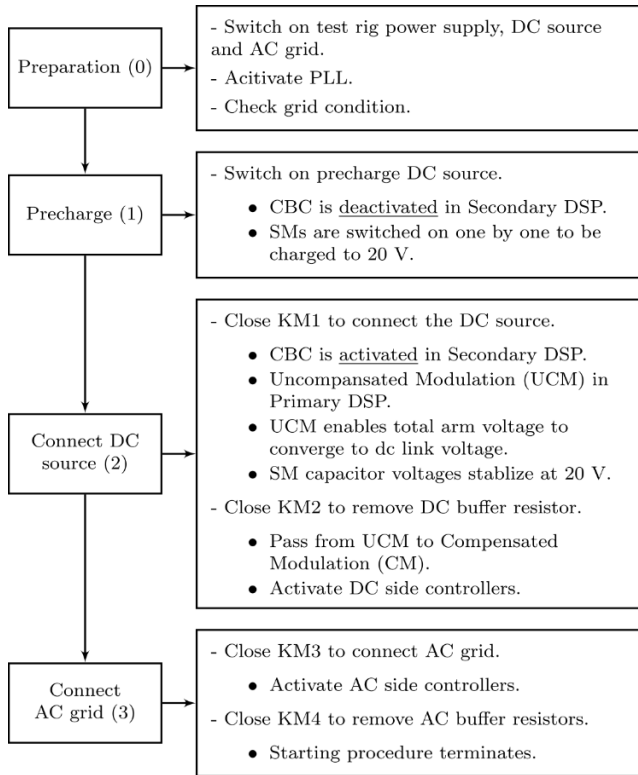 Preparation (0)
- Switch on test rig power supply, DC source
and AC grid.
- Acitivate PLL.
- Check grid condition.
Precharge (1)
- Switch on precharge DC source.
• CBC is deactivated in Secondary DSP.
• SMs are switched on one by one to be
charged to 20 V.
Connect DC
source (2)
- Close KM1 to connect the DC source.
• CBC is activated in Secondary DSP.
• Uncompansated Modulation (UCM) in
Primary DSP.
• UCM enables total arm voltage to
converge to dc link voltage.
• SM capacitor voltages stablize at 20 V.
- Close KM2 to remove DC buffer resistor.
• Pass from UCM to Compensated
Modulation (CM).
• Activate DC side controllers.
Connect
AC grid (3)
- Close KM3 to connect AC grid.
• Activate AC side controllers.
- Close KM4 to remove AC buffer resistors.
• Starting procedure terminates.